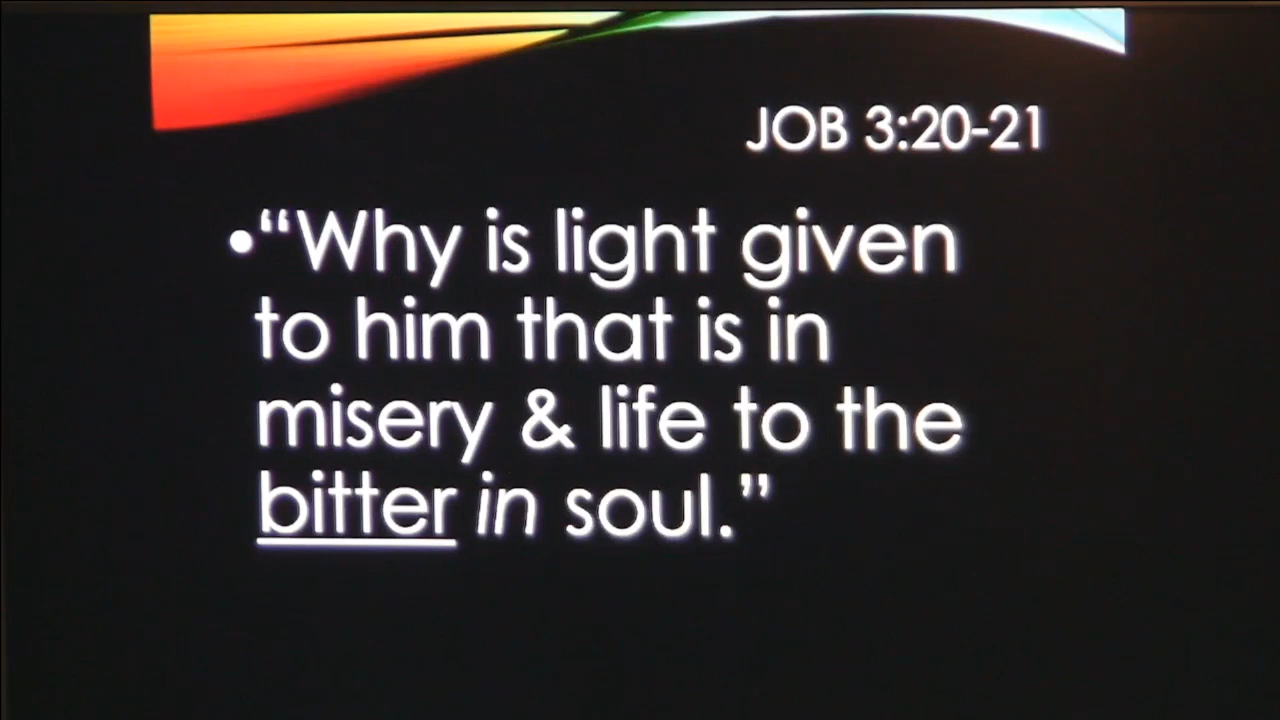 JOB 3:20-21
•“Why is light given
to him that is in
misery & life to the
bitter in soul.”